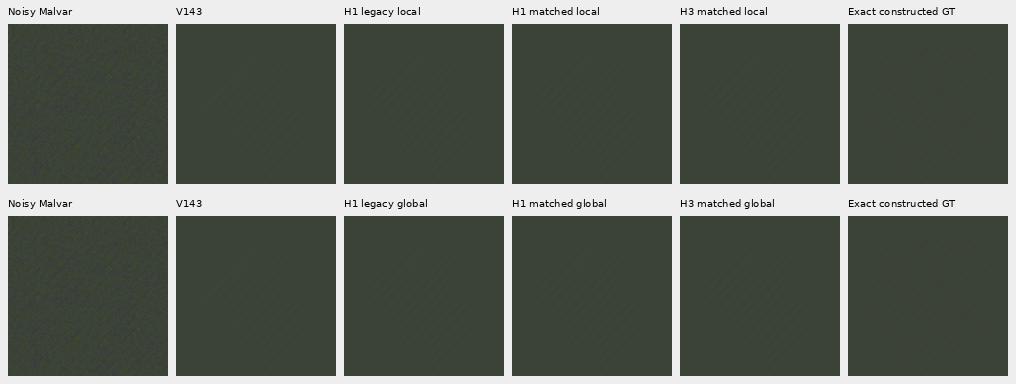 Noisy Malvar V143 H1 legacy local H1 matched local H3 matched local Exact constructed GT
Noisy Malvar V143 H1 legacy global H1 matched global H3 matched global Exact constructed GT